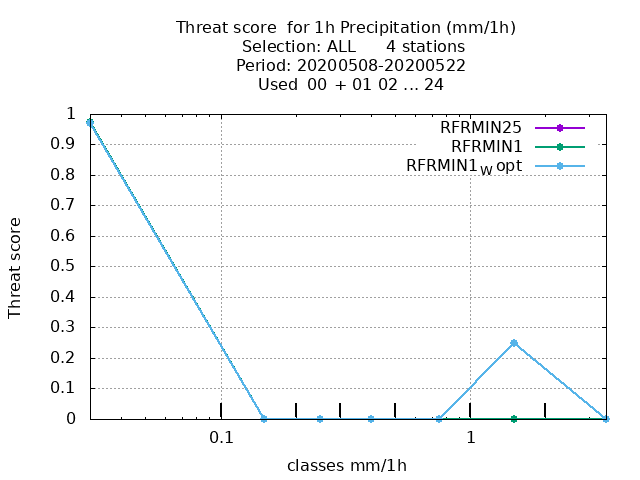 Threat score for 1h Precipitation (mm/1h)
Selection: ALL 4 stations
Period: 20200508-20200522
Used 00 + 01 02 ... 24
RFRMIN25
RFRMIN1
RFRMIN1W opt
1
0.9
0.8
0.7
0.6
0.5
0.4
0.3
0.2
0.1
0
Threat score
0.1 1
classes mm/1h